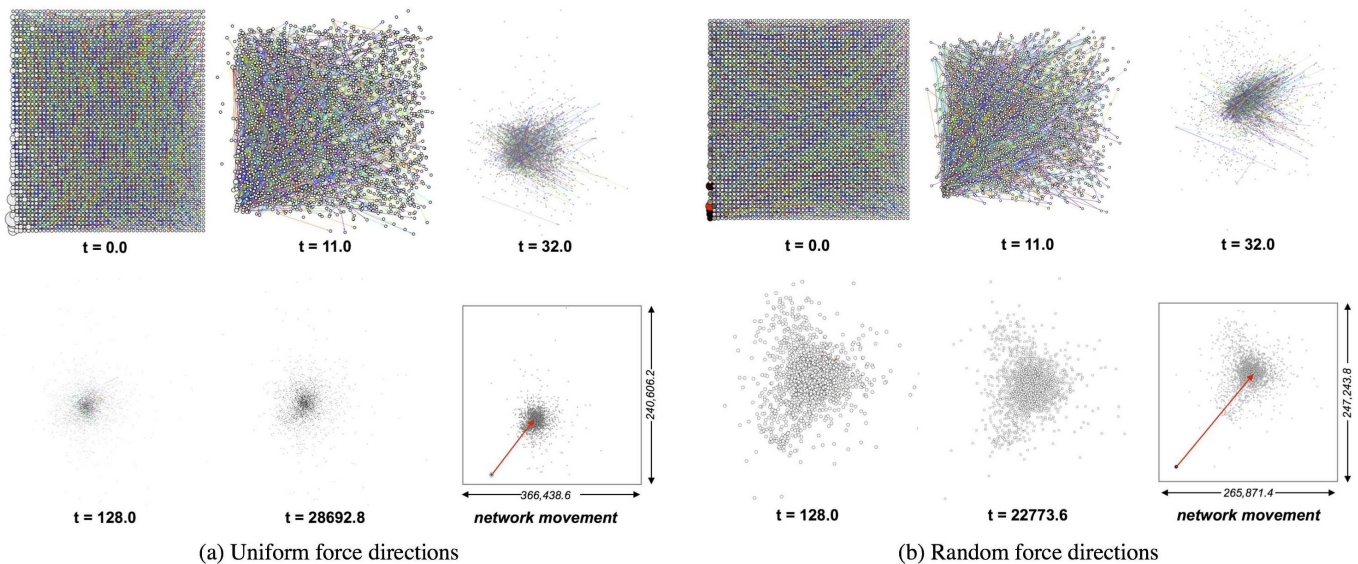 t = 0.0
t = 11.0
t = 32.0
t = 128.0
t = 28692.8
240,606.2
366,438.6
network movement
(a) Uniform force directions
t = 0.0
t = 11.0
t = 32.0
t = 128.0
t = 22773.6
247,243.8
265,871.4
network movement
(b) Random force directions